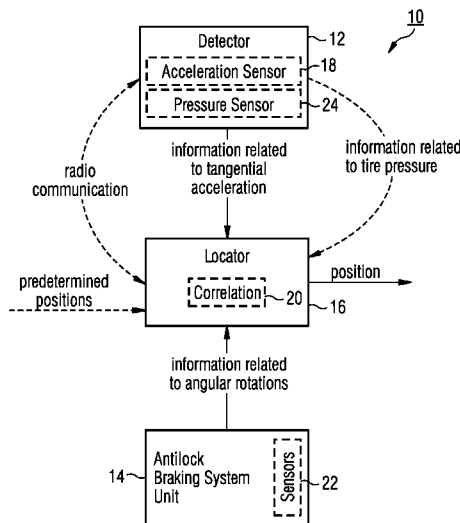 10
Detector
12
Acceleration Sensor
18
Pressure Sensor
24
information related
to tangential
acceleration
information related
to tire pressure
radio
communication
Locator
predetermined
positions
Correlation
20
16
position
information related
to angular rotations
14
Antilock
Braking System
Unit
Sensors
22